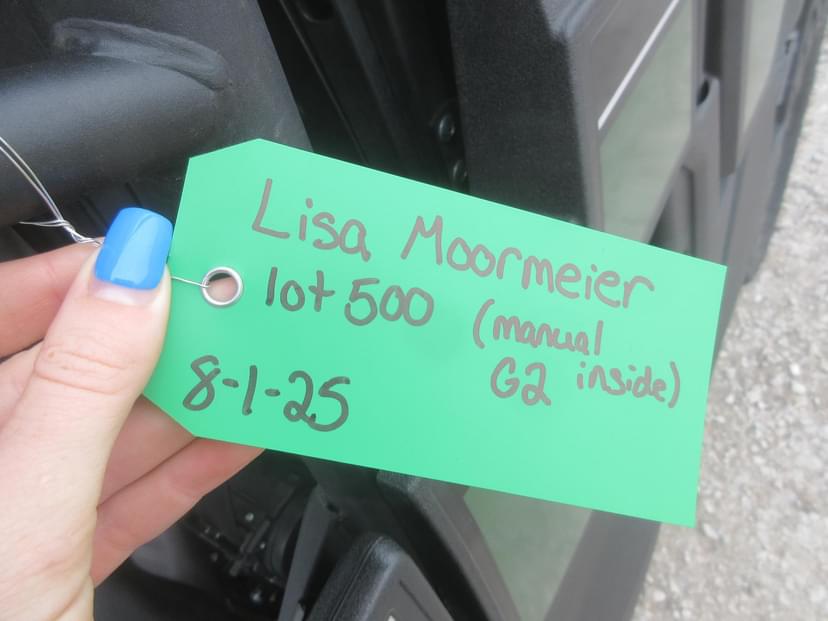 Lisa Moormeier
lot 500 (manual
G2 inside)
8-1-25